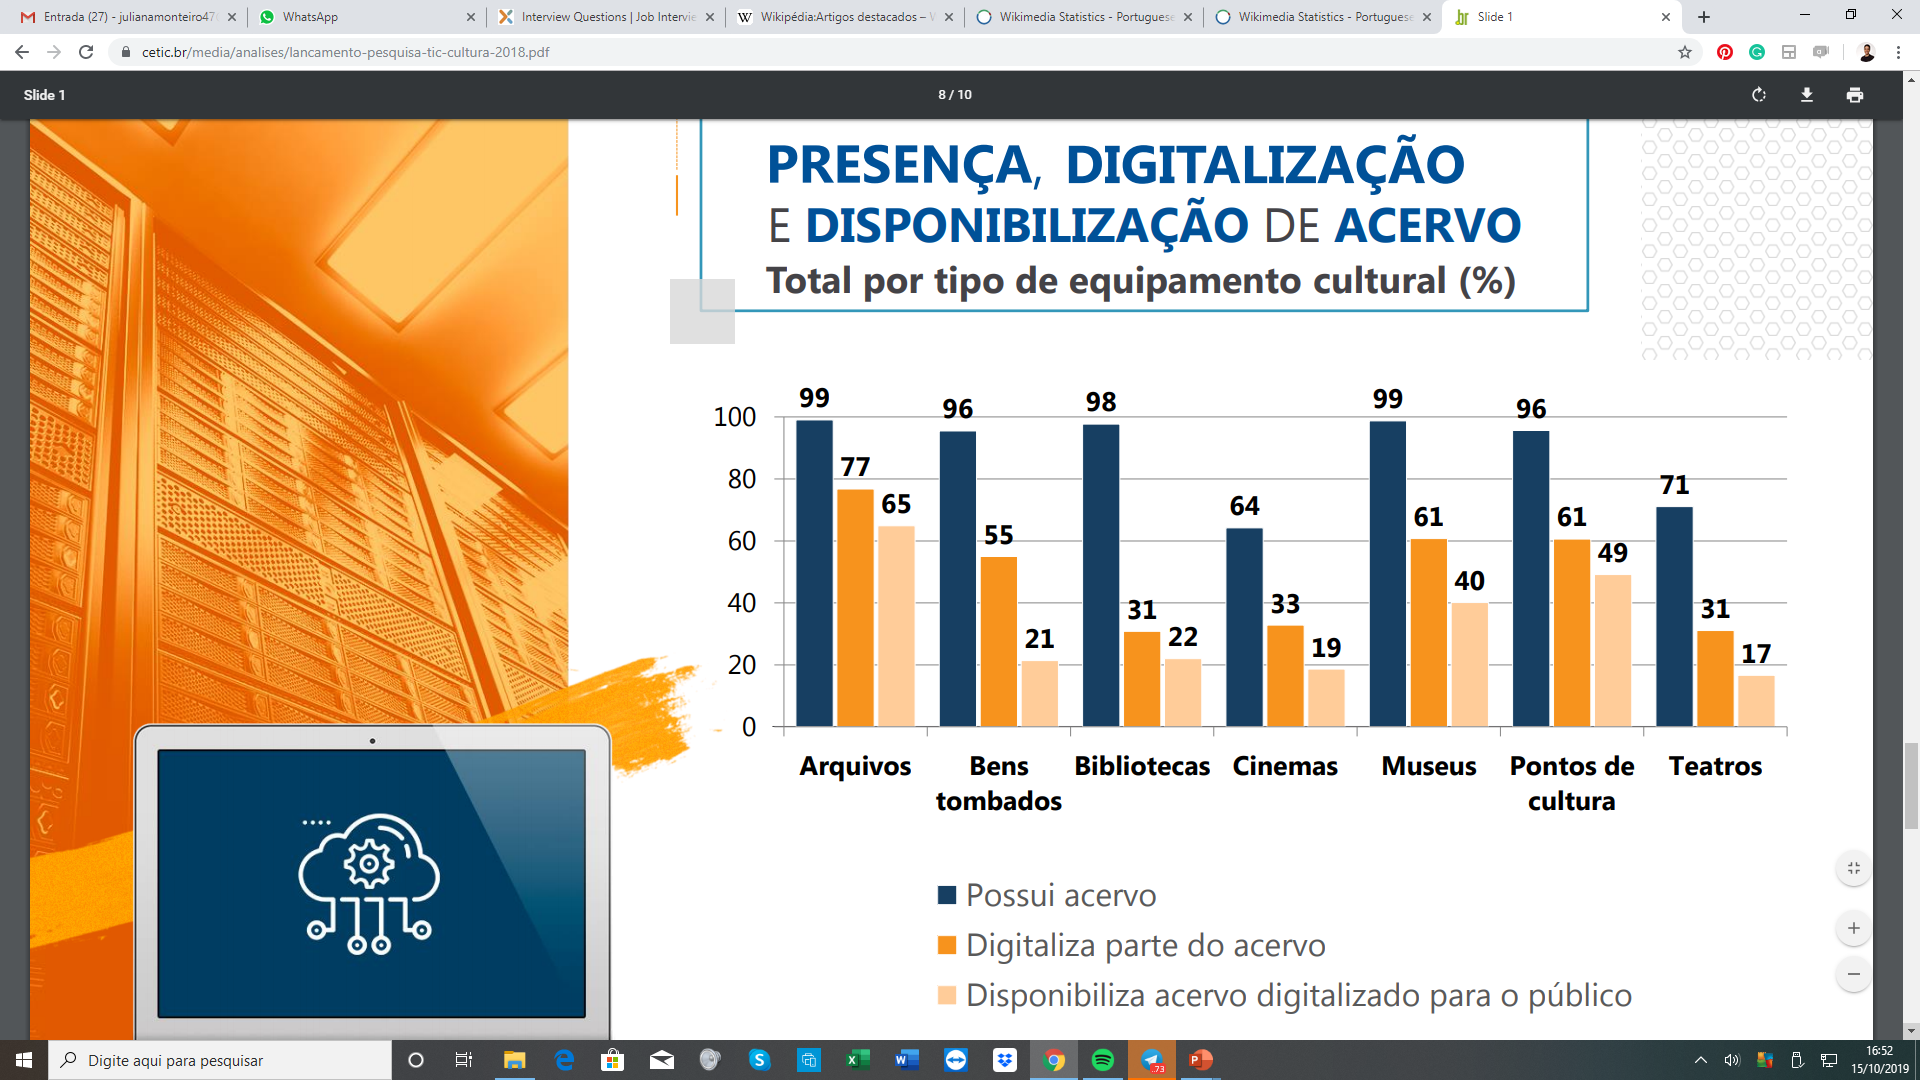 Entrada (27) - julianamonteiro47
WhatsApp
Interview Questions | Job Intervie
Wikipédia:Artigos destacados – W
Wikimedia Statistics - Portuguese
Wikimedia Statistics - Portuguese
Slide 1
cetic.br/media/analises/lancamento-pesquisa-tic-cultura-2018.pdf
Slide 1
8 / 10
PRESENÇA, DIGITALIZAÇÃO
E DISPONIBILIZAÇÃO DE ACERVO
Total por tipo de equipamento cultural (%)
100
80
60
40
20
0
99
77
65
96
55
21
98
31
22
64
33
19
99
61
40
96
61
49
71
31
17
Arquivos
Bens
tombados
Bibliotecas
Cinemas
Museus
Pontos de
cultura
Teatros
Possui acervo
Digitaliza parte do acervo
Disponibiliza acervo digitalizado para o público
Digite aqui para pesquisar
73
16:52
15/10/2019